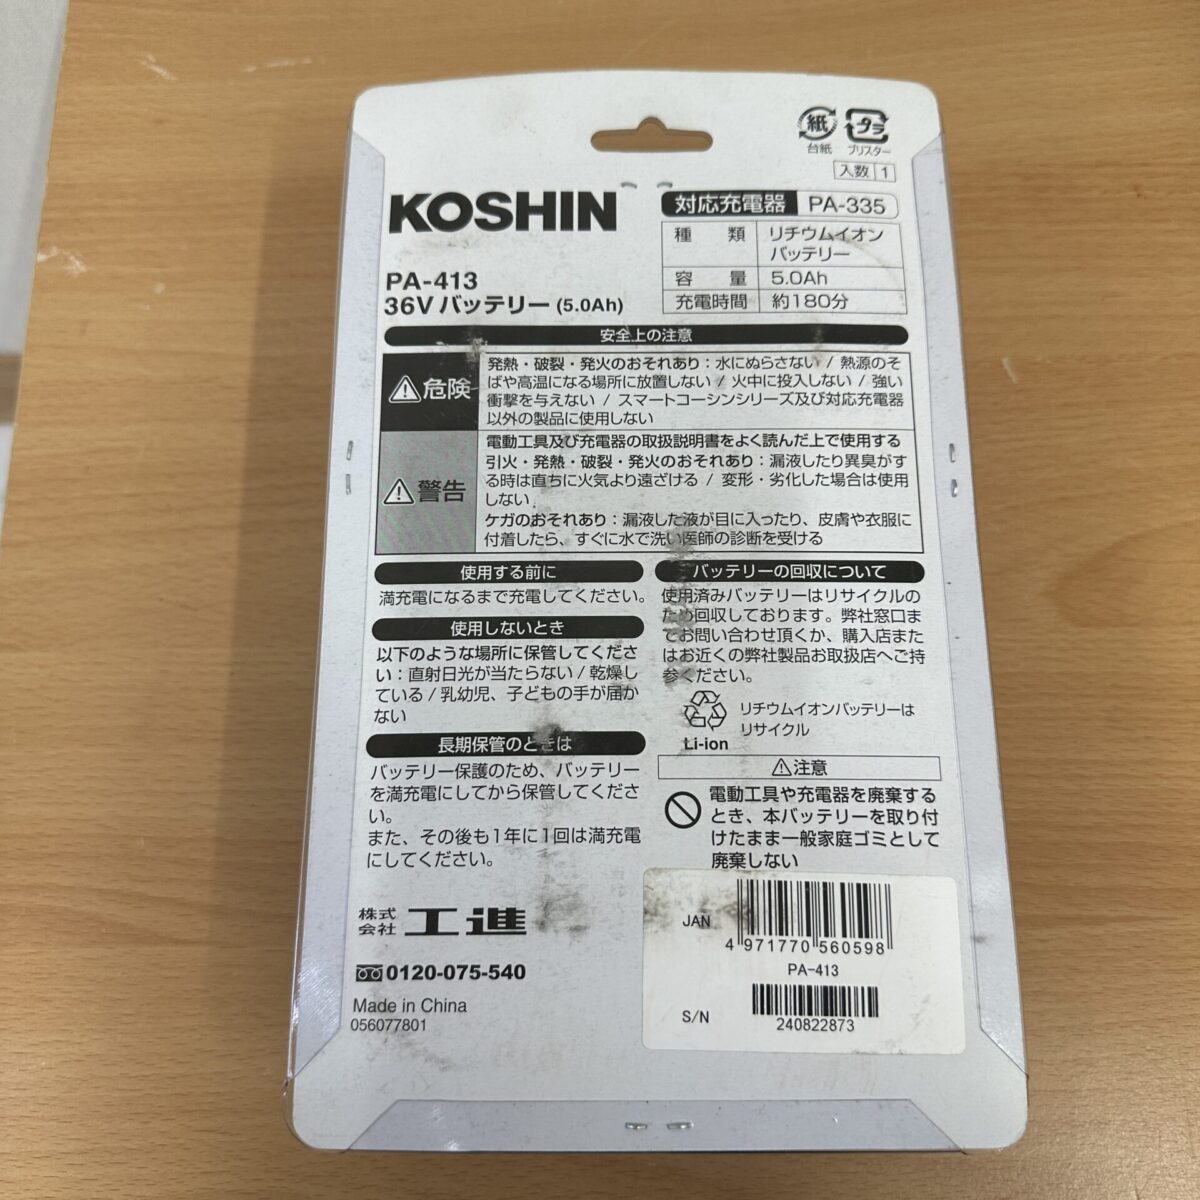 紙
台紙
プラ
ブリスター
入数 1
KOSHIN
対応充電器 PA-335
種 類 リチウムイオン
バッテリー
容 量 5.0Ah
充電時間 約180分
PA-413
36V バッテリー (5.0Ah)
安全上の注意
危険
発熱・破裂・発火のおそれあり：水にぬらさない / 熱源のそ
ばや高温になる場所に放置しない / 火中に投入しない / 強い
衝撃を与えない / スマートコーシンシリーズ及び対応充電器
以外の製品に使用しない
警告
電動工具及び充電器の取扱説明書をよく読んだ上で使用する
引火・発熱・破裂・発火のおそれあり：漏液したり異臭がす
る時は直ちに火気より遠ざける / 変形・劣化した場合は使用
しない
ケガのおそれあり：漏液した液が目に入ったり、皮膚や衣服に
付着したら、すぐに水で洗い医師の診断を受ける
使用する前に
満充電になるまで充電してください。
使用しないとき
以下のような場所に保管してくださ
い：直射日光が当たらない / 乾燥し
ている / 乳幼児、子どもの手が届か
ない
長期保管のときは
バッテリー保護のため、バッテリー
を満充電にしてから保管してくださ
い。
また、その後も1年に1回は満充電
にしてください。
バッテリーの回収について
使用済みバッテリーはリサイクルの
ため回収しております。弊社窓口ま
でお問い合わせ頂くか、購入店また
はお近くの弊社製品お取扱店へご持
参ください。
リチウムイオンバッテリーは
リサイクル
Li-ion
注意
電動工具や充電器を廃棄する
とき、本バッテリーを取り付
けたまま一般家庭ゴミとして
廃棄しない
株式
会社 工進
0120-075-540
Made in China
056077801
JAN
4 971770 560598
PA-413
S/N
240822873